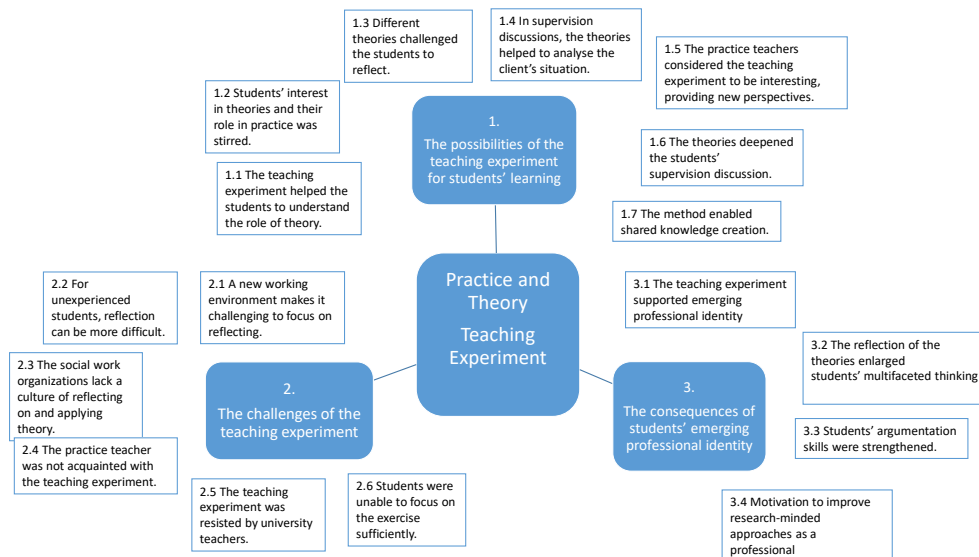 1.3 Different
theories challenged
the students to
reflect.
1.4 In supervision
discussions, the theories
helped to analyse the
client's situation.
1.5 The practice teachers
considered the teaching
experiment to be interesting,
providing new perspectives.
1.2 Students' interest
in theories and their
role in practice was
stirred.
1.
The possibilities of the
teaching experiment
for students' learning
1.6 The theories deepened
the students'
supervision discussion.
1.1 The teaching
experiment helped the
students to understand
the role of theory.
1.7 The method enabled
shared knowledge creation.
Practice and
Theory
Teaching
Experiment
2.2 For
unexperienced
students, reflection
can be more difficult.
2.1 A new working
environment makes it
challenging to focus on
reflecting.
3.1 The teaching experiment
supported emerging
professional identity
2.3 The social work
organizations lack a
culture of reflecting
on and applying
theory.
2.
The challenges of the
teaching experiment
3.
The consequences of
students' emerging
professional identity
3.2 The reflection of the
theories enlarged
students' multifaceted thinking
2.4 The practice teacher
was not acquainted with
the teaching experiment.
3.3 Students' argumentation
skills were strengthened.
2.5 The teaching
experiment was
resisted by university
teachers.
2.6 Students were
unable to focus on
the exercise
sufficiently.
3.4 Motivation to improve
research-minded
approaches as a
professional